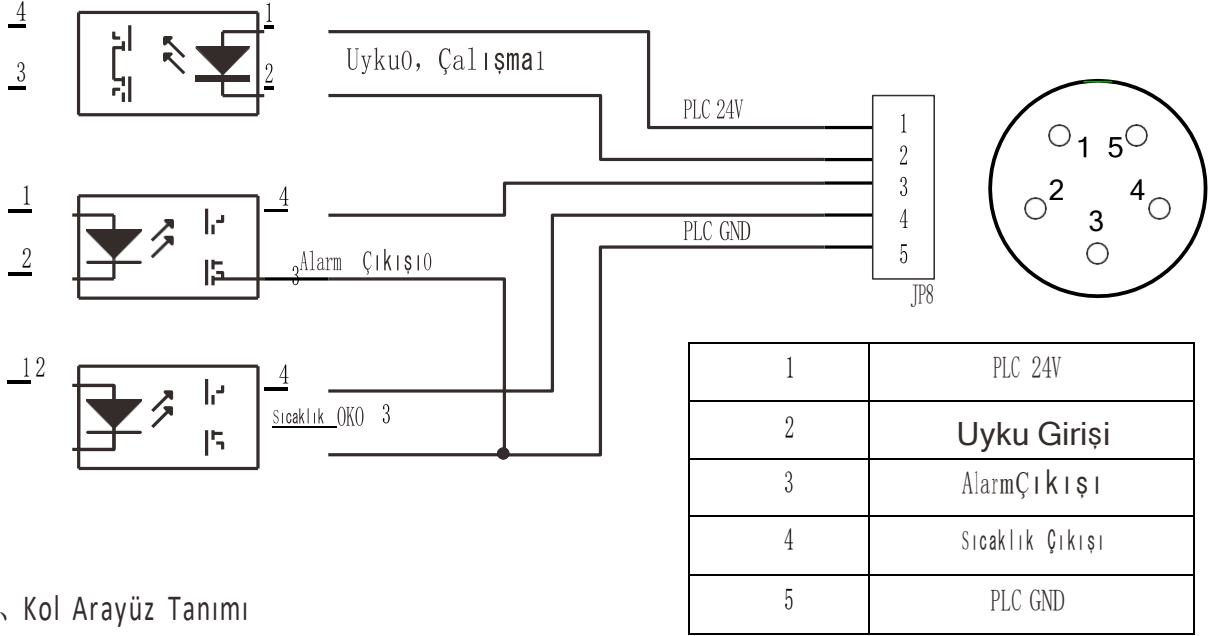 4
1
3
2
Uyku0, Çalışma1
PLC 24V
1
2
3
4
5
JP8
PLC GND
1 5
2 4
3
1
2
4
3
Alarm Çıkışı0
12
4
Sıcaklık OKO 3
1 PLC 24V
2 Uyku Girişi
3 AlarmÇıkışı
4 Sıcaklık Çıkışı
5 PLC GND
、Kol Arayüz Tanımı